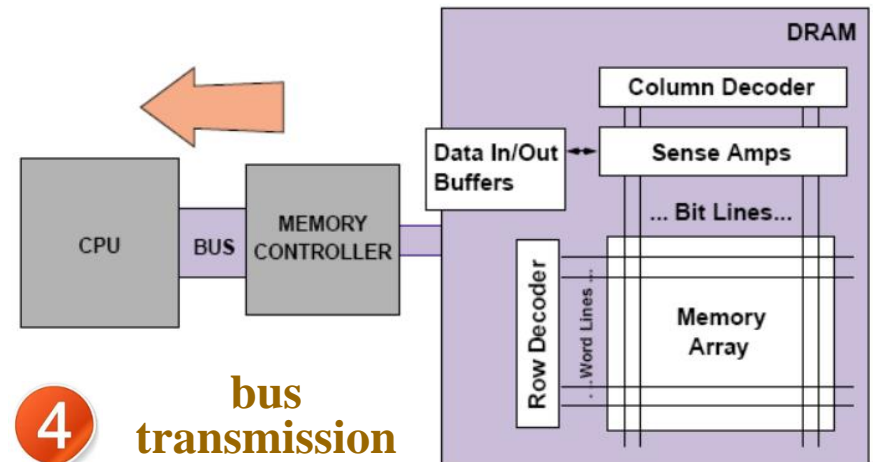 DRAM
Column Decoder
Data In/Out
Buffers
Sense Amps
... Bit Lines...
CPU
BUS
MEMORY
CONTROLLER
Row Decoder
. ...Word Lines ...
Memory
Array
4
bus
transmission